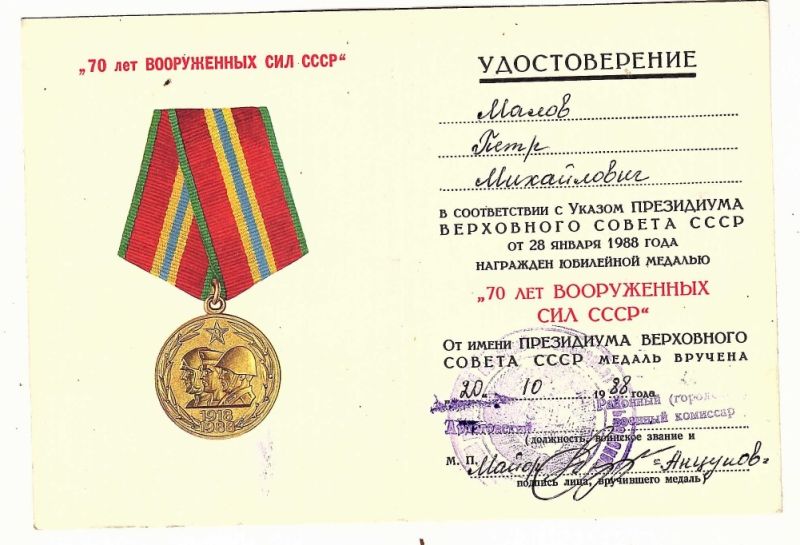 „70 лет ВООРУЖЕННЫХ СИЛ СССР“
1918
1988
УДОСТОВЕРЕНИЕ
Малов
Петр
Михайлович
В СООТВЕТСТВИИ С УКАЗОМ ПРЕЗИДИУМА
ВЕРХОВНОГО СОВЕТА СССР
ОТ 28 ЯНВАРЯ 1988 ГОДА
НАГРАЖДЕН ЮБИЛЕЙНОЙ МЕДАЛЬЮ
„70 ЛЕТ ВООРУЖЕННЫХ
СИЛ СССР“
ОТ ИМЕНИ ПРЕЗИДИУМА ВЕРХОВНОГО
СОВЕТА СССР МЕДАЛЬ ВРУЧЕНА
„20“ 10 1988 года
Районный
военный комиссар
(должность, воинское звание и
М. П. Майор
подпись лица, вручившего медаль)